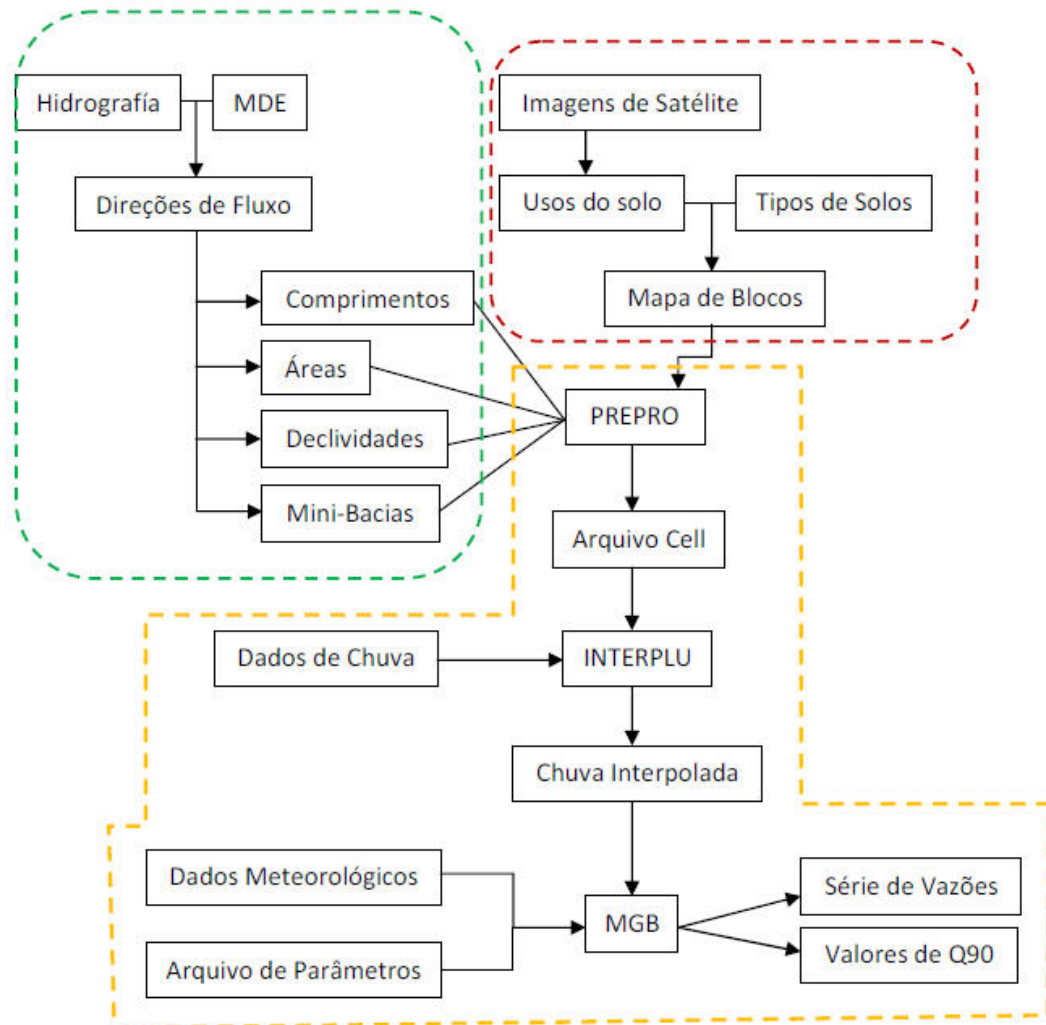 Hidrografía
MDE
Imagens de Satélite
Direções de Fluxo
Usos do solo
Tipos de Solos
Comprimentos
Mapa de Blocos
Áreas
PREPRO
Declividades
Mini-Bacias
Arquivo Cell
Dados de Chuva
INTERPLU
Chuva Interpolada
Dados Meteorológicos
Série de Vazões
MGB
Arquivo de Parâmetros
Valores de Q90